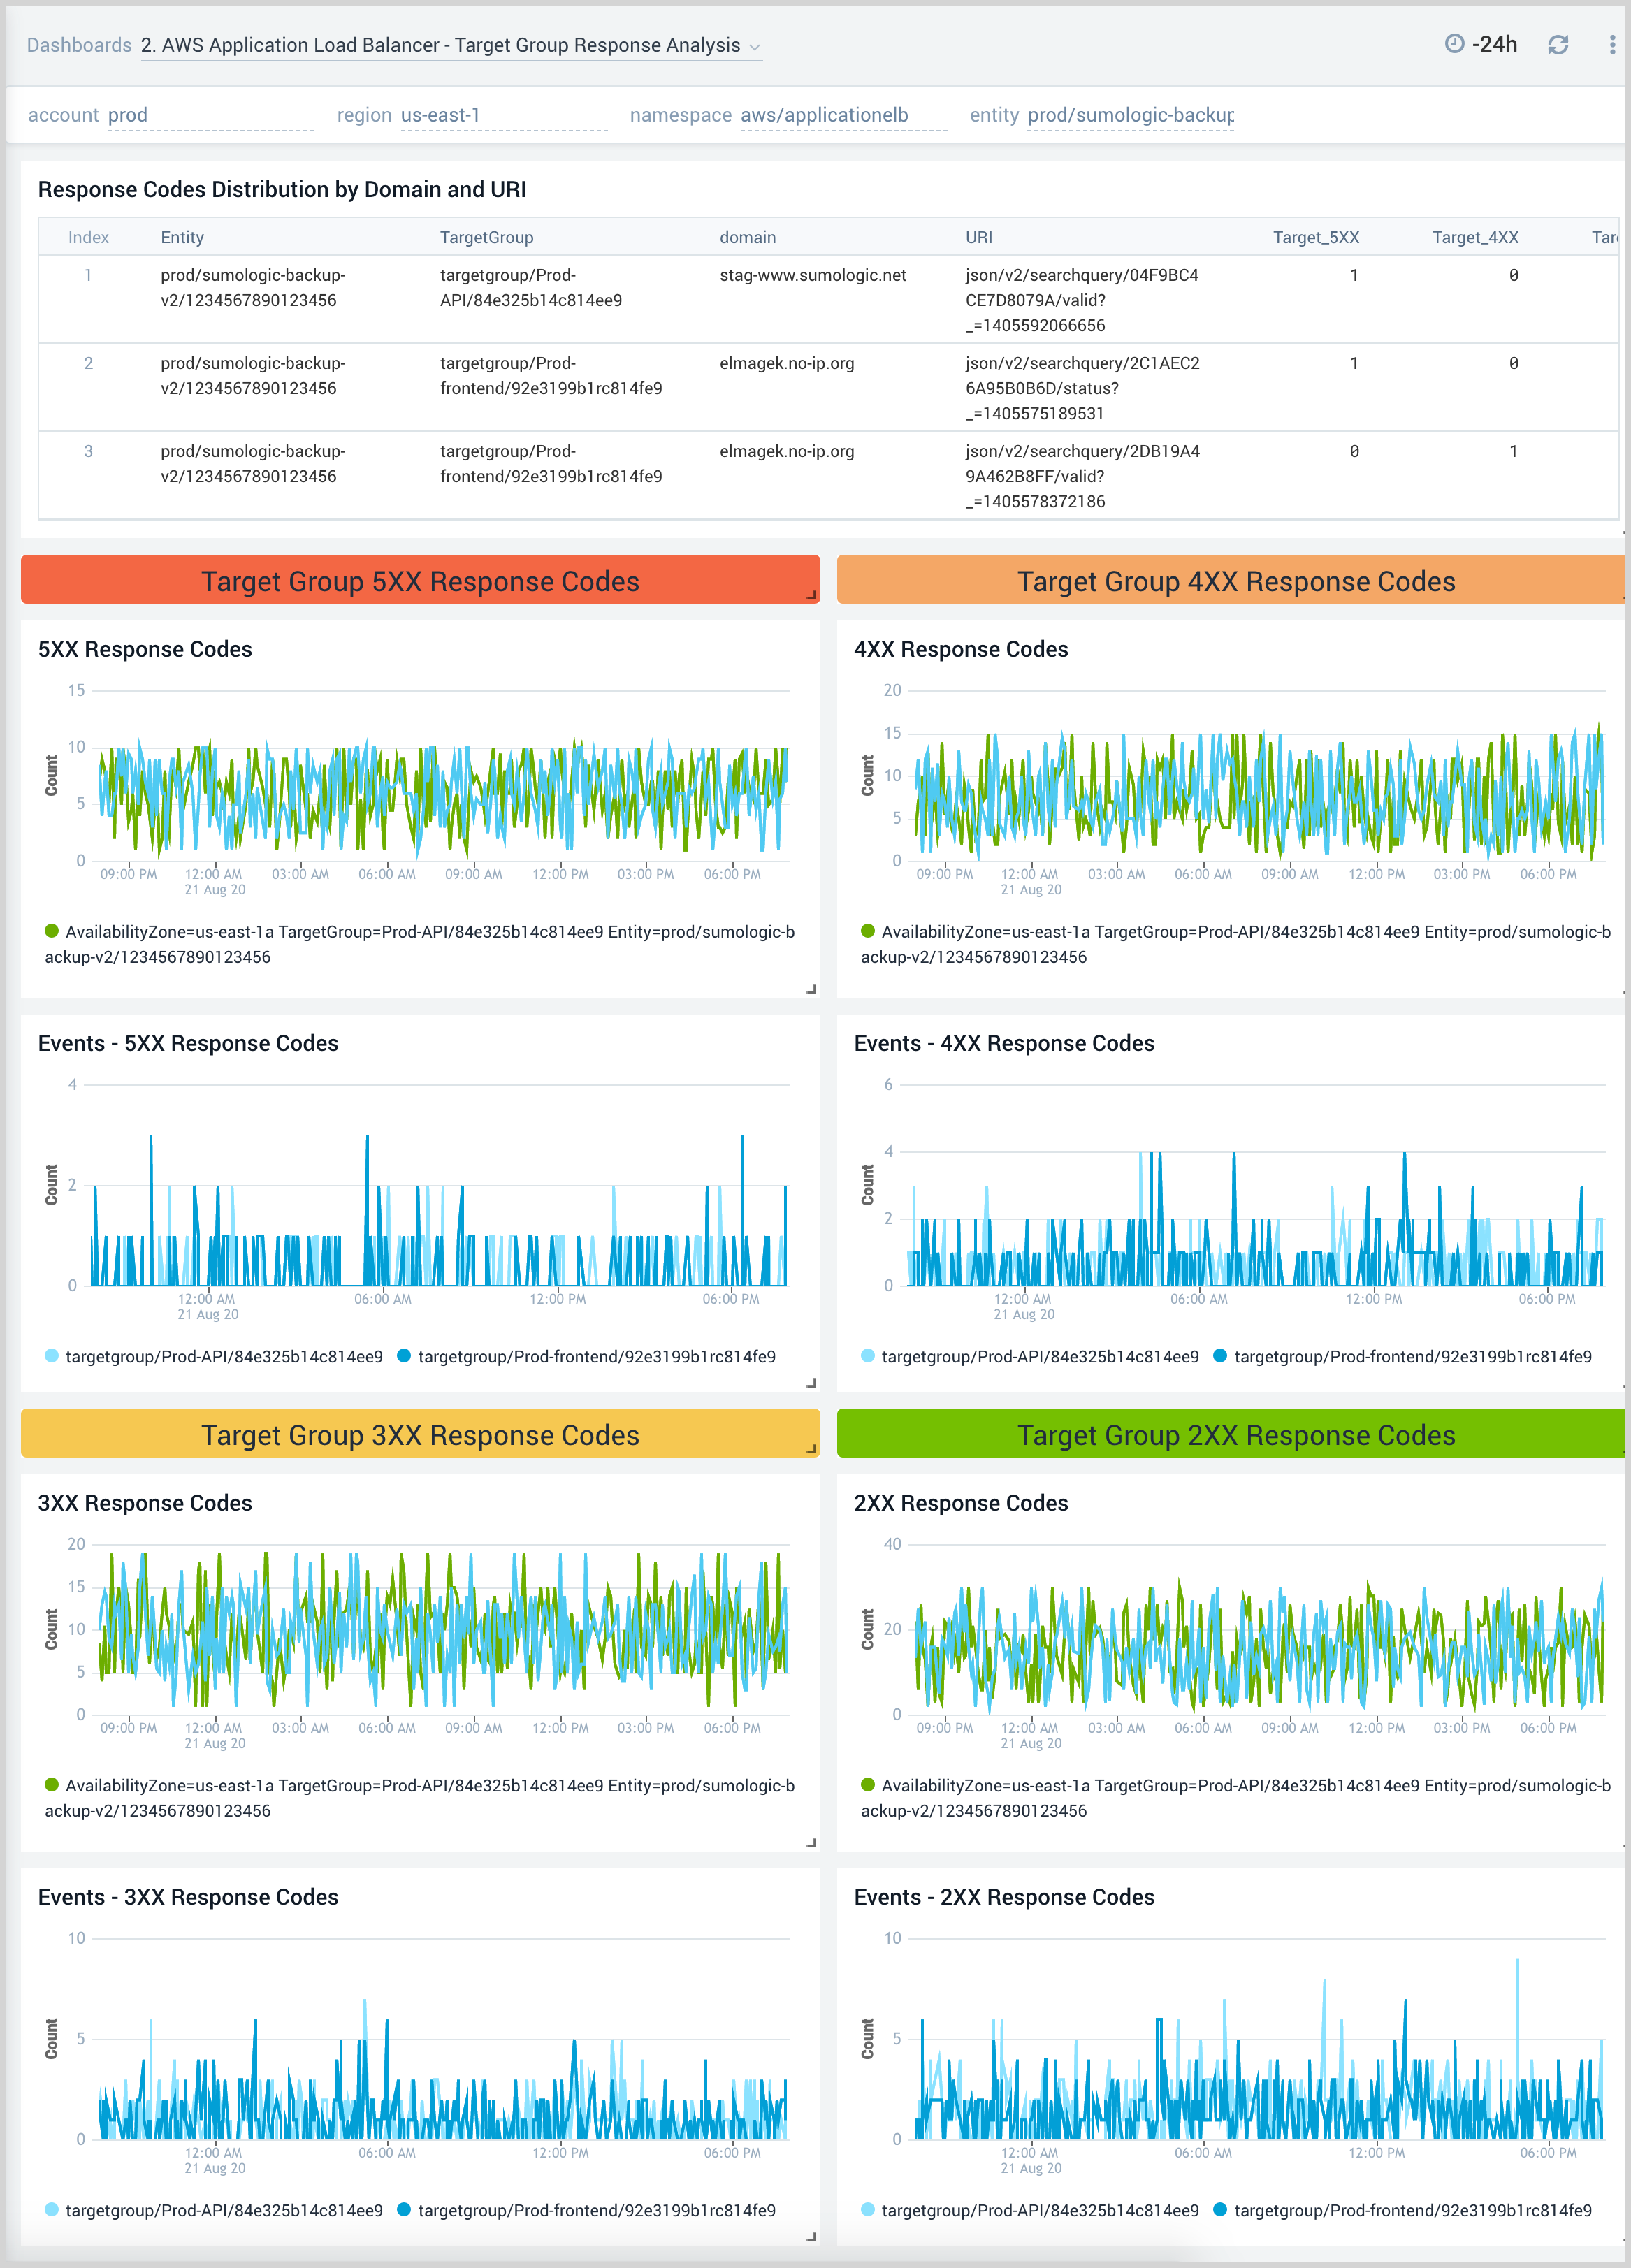 Dashboards 2. AWS Application Load Balancer - Target Group Response Analysis -24h
account prod region us-east-1 namespace aws/applicationelb entity prod/sumologic-backup
Response Codes Distribution by Domain and URI
Index Entity TargetGroup domain URI Target_5XX Target_4XX Tar
1 prod/sumologic-backup- targetgroup/Prod- stag-www.sumologic.net json/v2/searchquery/04F9BC4 1 0
v2/1234567890123456 API/84e325b14c814ee9 CE7D8079A/valid?
_=1405592066656
2 prod/sumologic-backup- targetgroup/Prod- elmagek.no-ip.org json/v2/searchquery/2C1AEC2 1 0
v2/1234567890123456 frontend/92e3199b1rc814fe9 6A95B0B6D/status?
_=1405575189531
3 prod/sumologic-backup- targetgroup/Prod- elmagek.no-ip.org json/v2/searchquery/2DB19A4 0 1
v2/1234567890123456 frontend/92e3199b1rc814fe9 9A462B8FF/valid?
_=1405578372186
Target Group 5XX Response Codes
Target Group 4XX Response Codes
5XX Response Codes
15
10
5
0
Count
09:00 PM 12:00 AM 03:00 AM 06:00 AM 09:00 AM 12:00 PM 03:00 PM 06:00 PM
21 Aug 20
AvailabilityZone=us-east-1a TargetGroup=Prod-API/84e325b14c814ee9 Entity=prod/sumologic-b
ackup-v2/1234567890123456
4XX Response Codes
20
15
10
5
0
Count
09:00 PM 12:00 AM 03:00 AM 06:00 AM 09:00 AM 12:00 PM 03:00 PM 06:00 PM
21 Aug 20
AvailabilityZone=us-east-1a TargetGroup=Prod-API/84e325b14c814ee9 Entity=prod/sumologic-b
ackup-v2/1234567890123456
Events - 5XX Response Codes
4
2
0
Count
12:00 AM 06:00 AM 12:00 PM 06:00 PM
21 Aug 20
targetgroup/Prod-API/84e325b14c814ee9 targetgroup/Prod-frontend/92e3199b1rc814fe9
Events - 4XX Response Codes
6
4
2
0
Count
12:00 AM 06:00 AM 12:00 PM 06:00 PM
21 Aug 20
targetgroup/Prod-API/84e325b14c814ee9 targetgroup/Prod-frontend/92e3199b1rc814fe9
Target Group 3XX Response Codes
Target Group 2XX Response Codes
3XX Response Codes
20
15
10
5
0
Count
09:00 PM 12:00 AM 03:00 AM 06:00 AM 09:00 AM 12:00 PM 03:00 PM 06:00 PM
21 Aug 20
AvailabilityZone=us-east-1a TargetGroup=Prod-API/84e325b14c814ee9 Entity=prod/sumologic-b
ackup-v2/1234567890123456
2XX Response Codes
40
20
0
Count
09:00 PM 12:00 AM 03:00 AM 06:00 AM 09:00 AM 12:00 PM 03:00 PM 06:00 PM
21 Aug 20
AvailabilityZone=us-east-1a TargetGroup=Prod-API/84e325b14c814ee9 Entity=prod/sumologic-b
ackup-v2/1234567890123456
Events - 3XX Response Codes
10
5
0
Count
12:00 AM 06:00 AM 12:00 PM 06:00 PM
21 Aug 20
targetgroup/Prod-API/84e325b14c814ee9 targetgroup/Prod-frontend/92e3199b1rc814fe9
Events - 2XX Response Codes
10
5
0
Count
12:00 AM 06:00 AM 12:00 PM 06:00 PM
21 Aug 20
targetgroup/Prod-API/84e325b14c814ee9 targetgroup/Prod-frontend/92e3199b1rc814fe9